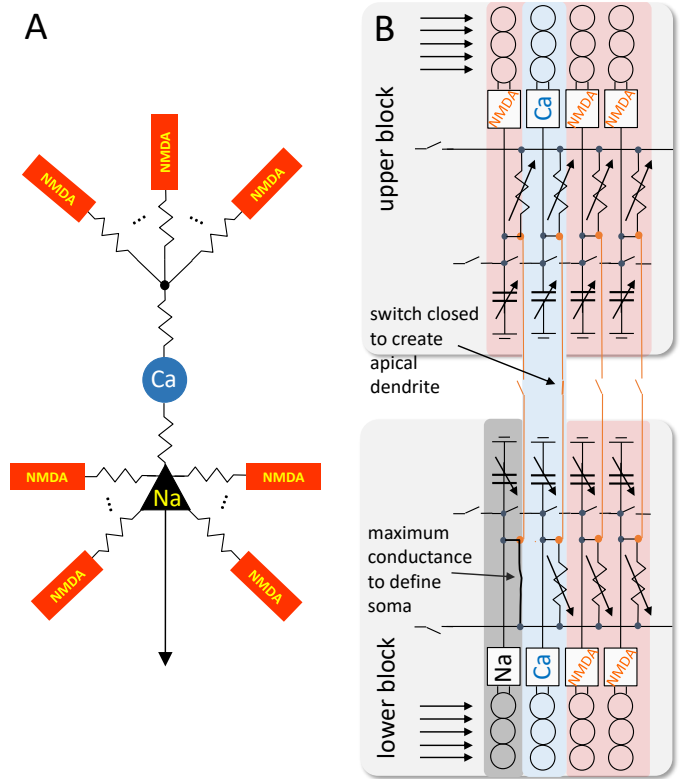 A
NMDA
NMDA
NMDA
...
...
Ca
NMDA
Na
NMDA
...
...
NMDA
NMDA
B
upper block
NMDA
Ca
NMDA
NMDA
switch closed
to create
apical
dendrite
maximum
conductance
to define
soma
lower block
Na
Ca
NMDA
NMDA